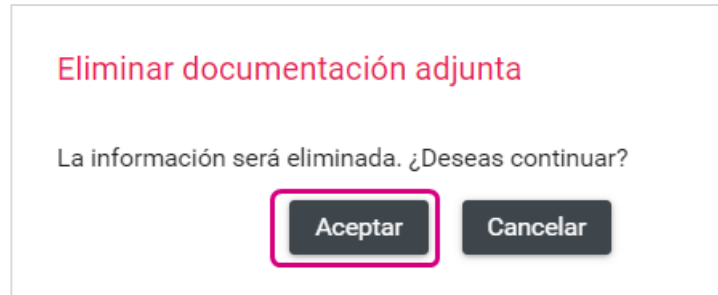 Eliminar documentación adjunta
La información será eliminada. ¿Deseas continuar?
Aceptar Cancelar